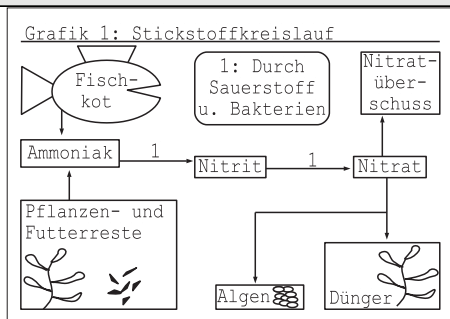 Grafik 1: Stickstoffkreislauf
Fisch-
kot
1: Durch
Sauerstoff
u. Bakterien
Nitrat-
über-
schuss
Ammoniak
1
Nitrit
1
Nitrat
Pflanzen- und
Futterreste
Algen
Dünger